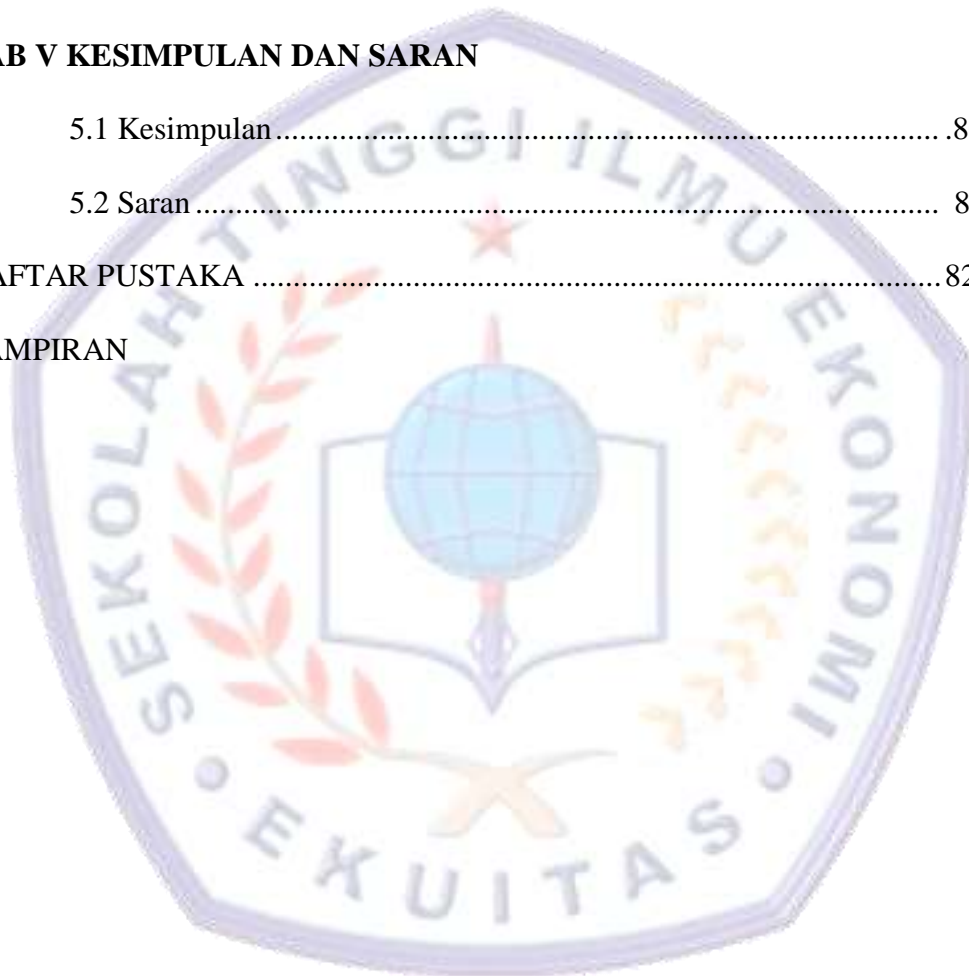 AB V KESIMPULAN DAN SARAN
5.1 Kesimpulan.......................................................................................... .8
5.2 Saran .................................................................................................... 8
AFTAR PUSTAKA ............................................................................................82
AMPIRAN
SEKOLAH TINGGI ILMU EKONOMI
• EKUITAS •